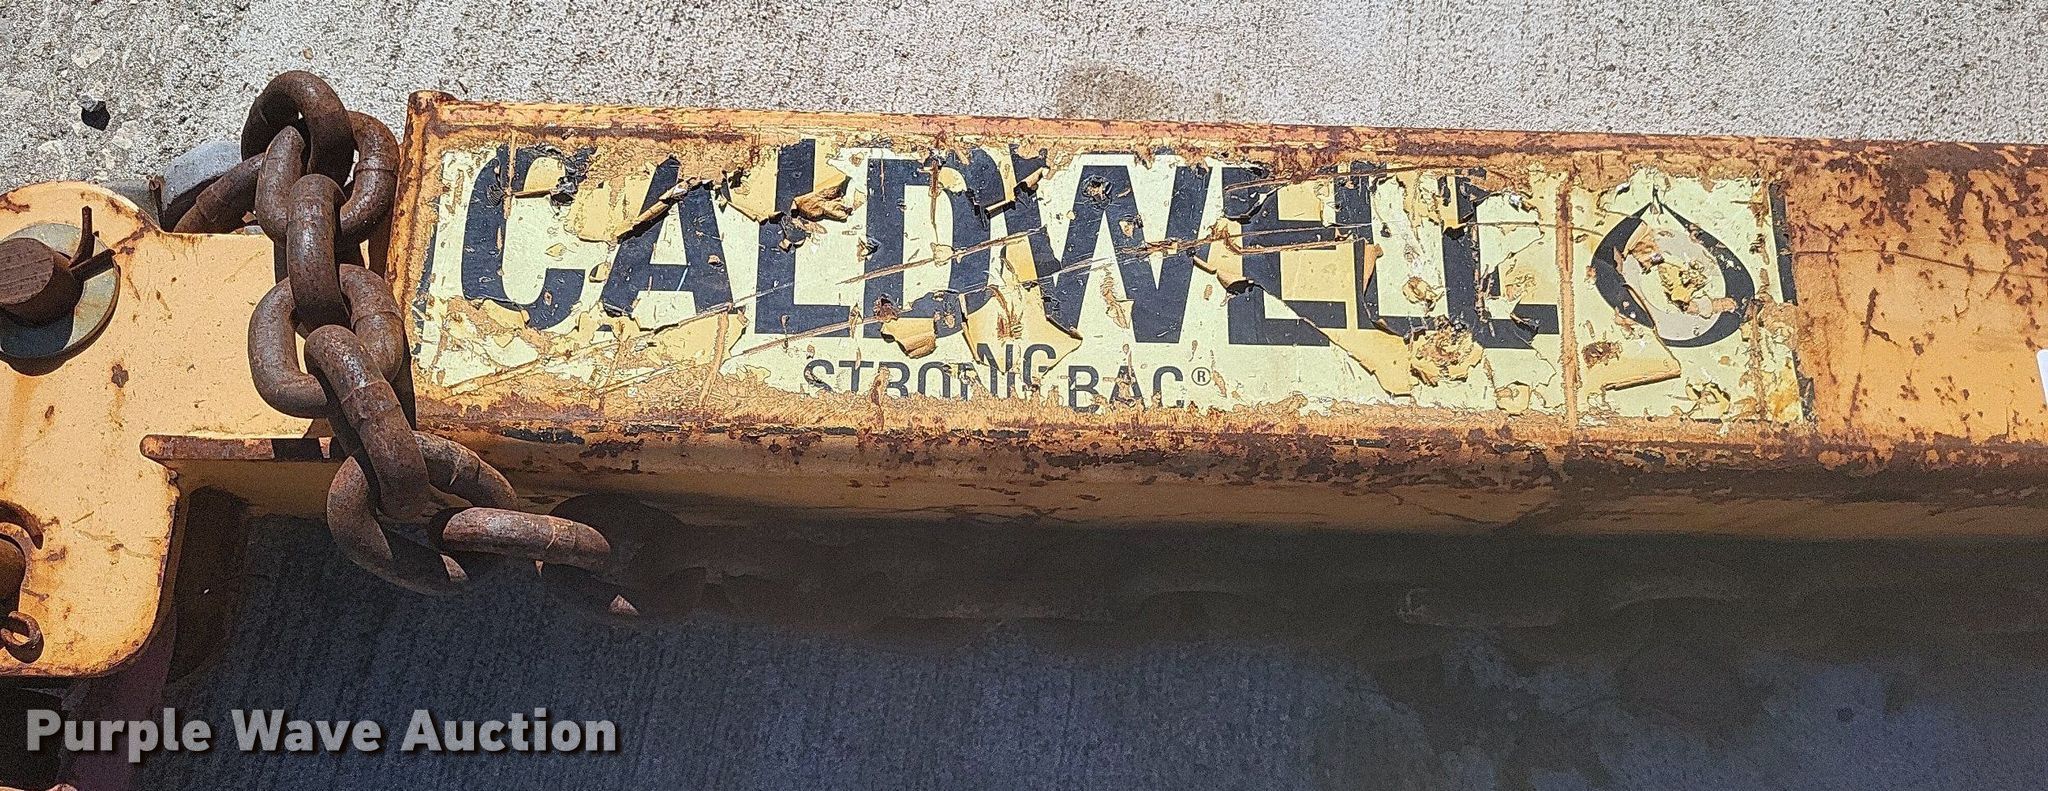 CALDWELL
STRONG BAC®
Purple Wave Auction